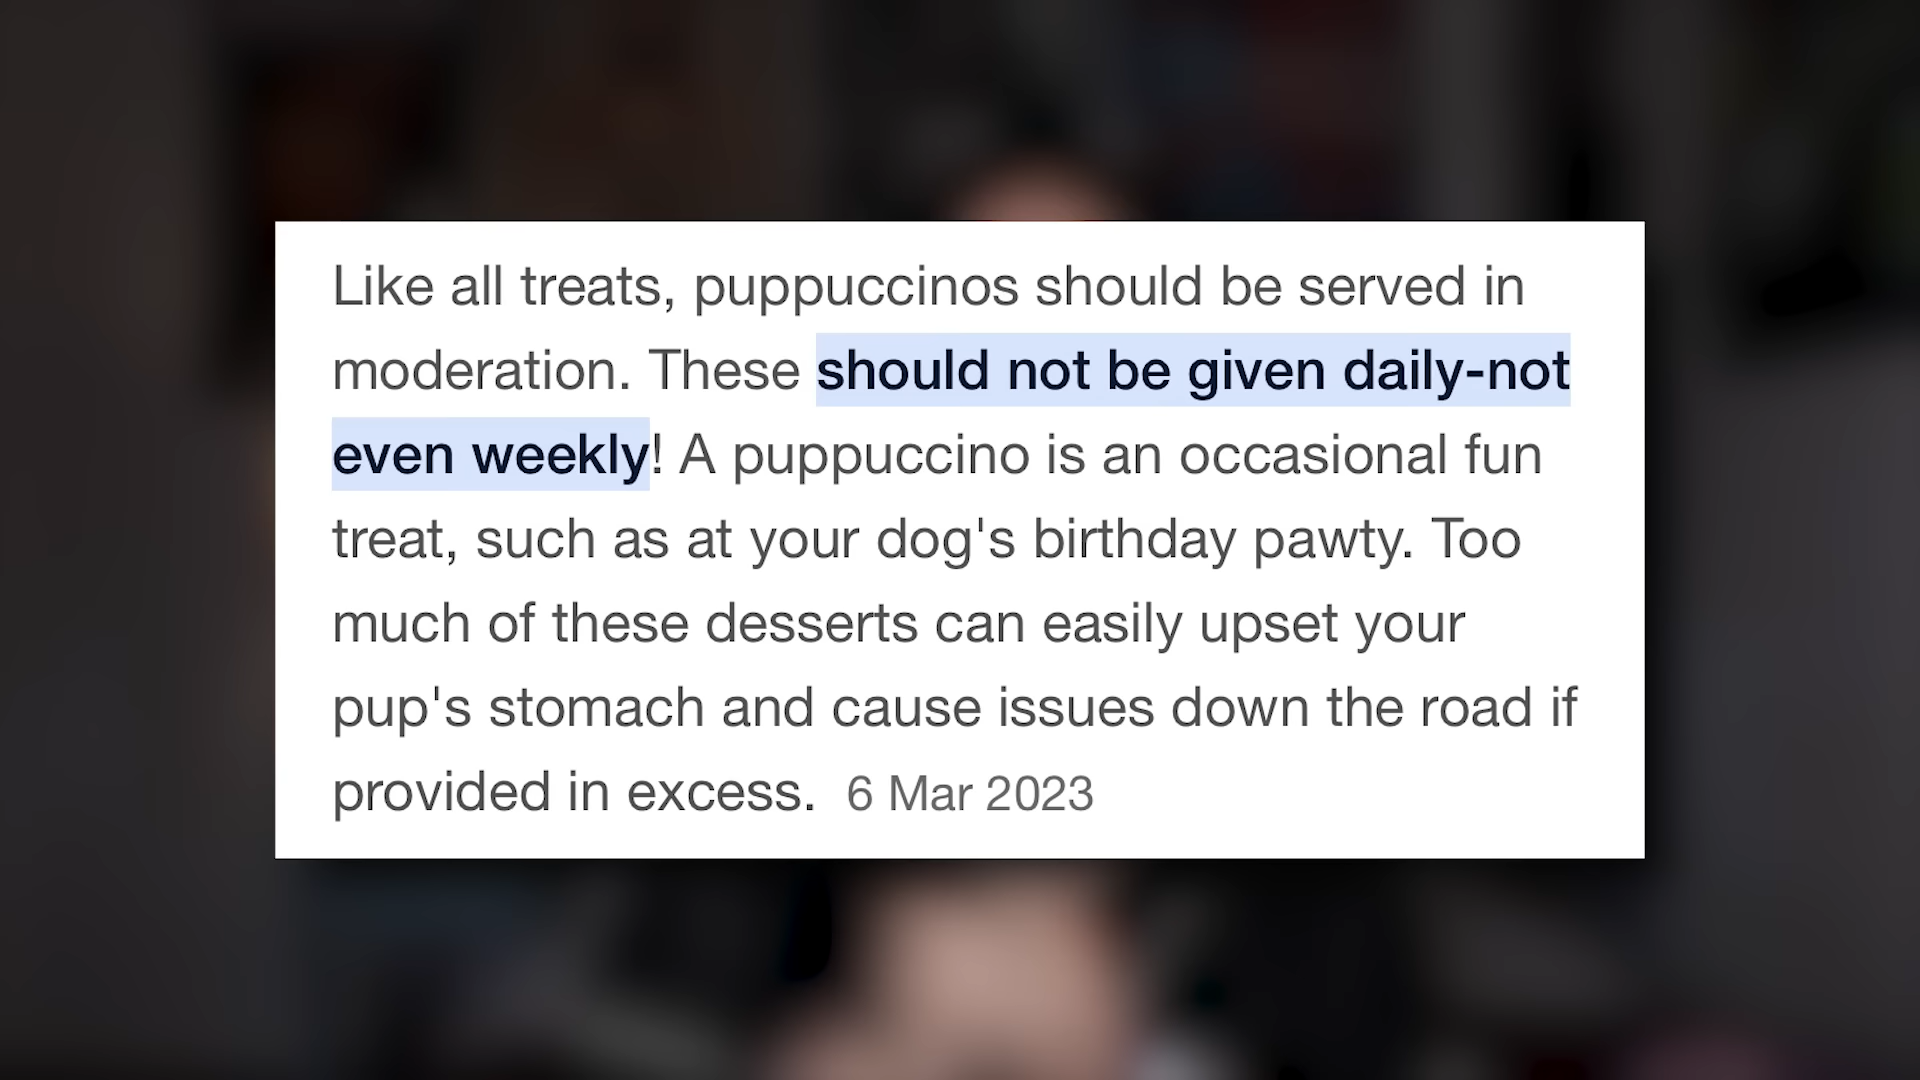 Like all treats, puppuccinos should be served in
moderation. These should not be given daily-not
even weekly! A puppuccino is an occasional fun
treat, such as at your dog's birthday pawty. Too
much of these desserts can easily upset your
pup's stomach and cause issues down the road if
provided in excess. 6 Mar 2023